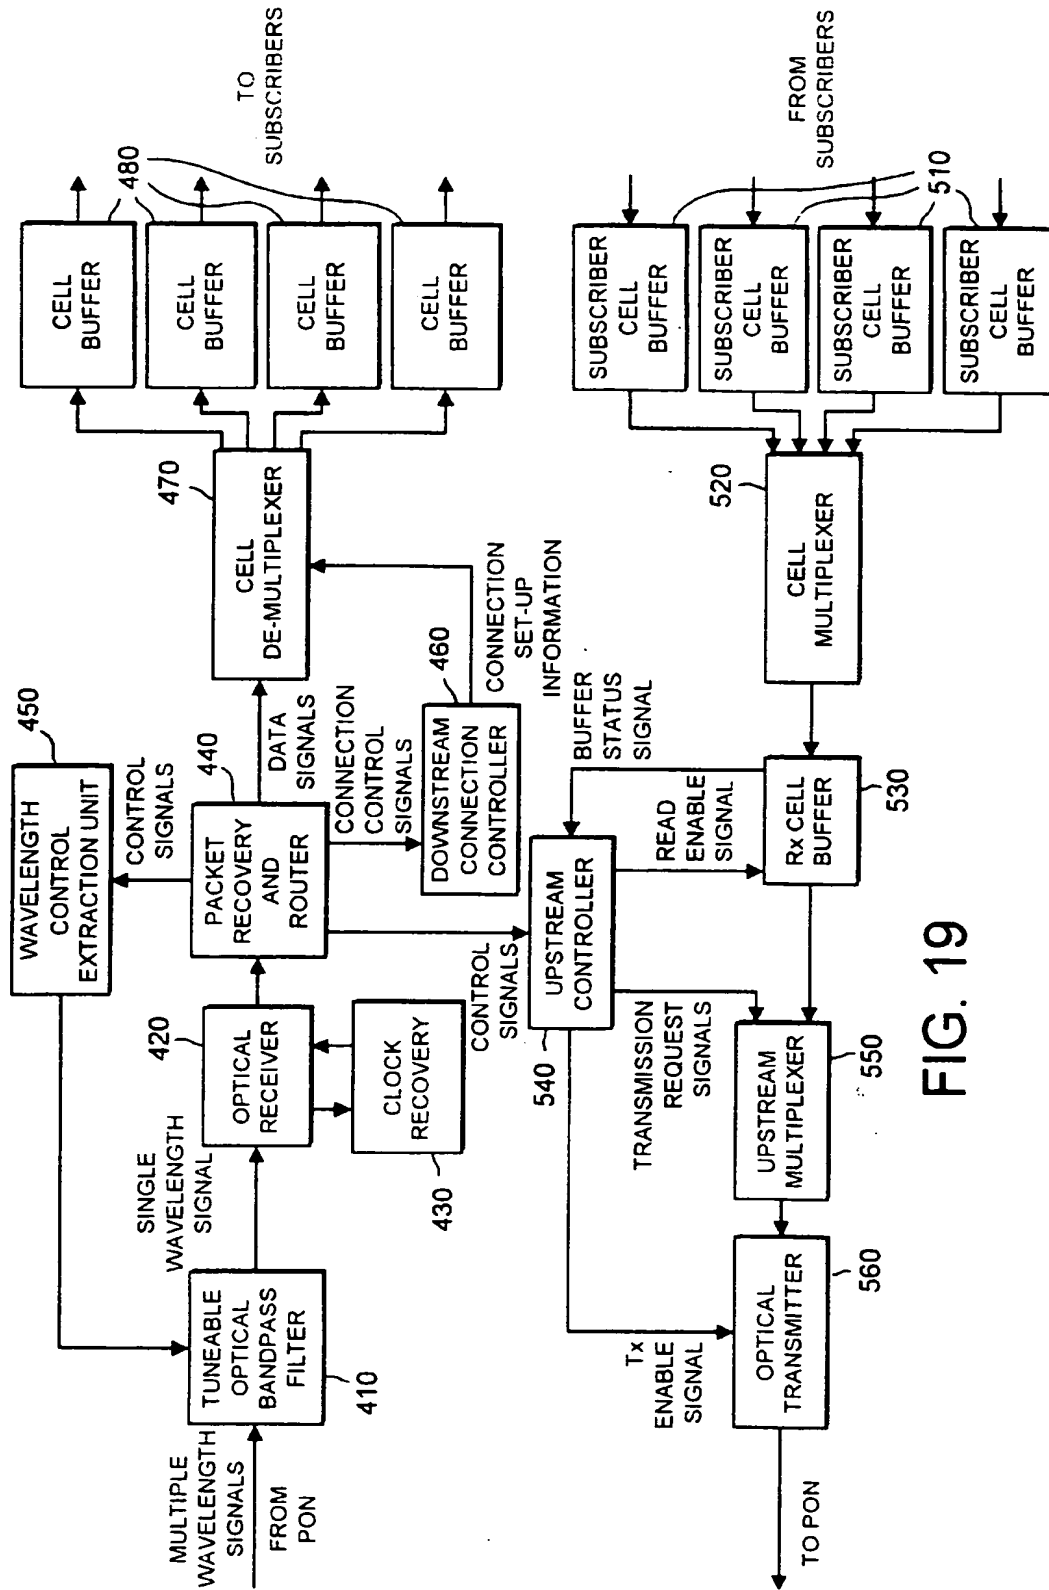 MULTIPLE
WAVELENGTH
SIGNALS
FROM
PON
TUNEABLE
OPTICAL
BANDPASS
FILTER
410
SINGLE
WAVELENGTH
SIGNAL
OPTICAL
RECEIVER
420
CLOCK
RECOVERY
430
PACKET
RECOVERY
AND
ROUTER
440
CONTROL
SIGNALS
WAVELENGTH
CONTROL
EXTRACTION UNIT
450
DATA
SIGNALS
CONNECTION
CONTROL
SIGNALS
DOWNSTREAM
CONNECTION
CONTROLLER
460
CONNECTION
SET-UP
INFORMATION
CELL
DE-MULTIPLEXER
470
CELL
BUFFER
CELL
BUFFER
CELL
BUFFER
CELL
BUFFER
480
TO
SUBSCRIBERS
FROM
SUBSCRIBERS
SUBSCRIBER
CELL
BUFFER
SUBSCRIBER
CELL
BUFFER
SUBSCRIBER
CELL
BUFFER
SUBSCRIBER
CELL
BUFFER
510
CELL
MULTIPLEXER
520
Rx CELL
BUFFER
530
BUFFER
STATUS
SIGNAL
READ
ENABLE
SIGNAL
CONTROL
SIGNALS
UPSTREAM
CONTROLLER
540
TRANSMISSION
REQUEST
SIGNALS
UPSTREAM
MULTIPLEXER
550
Tx
ENABLE
SIGNAL
OPTICAL
TRANSMITTER
560
TO PON
FIG. 19